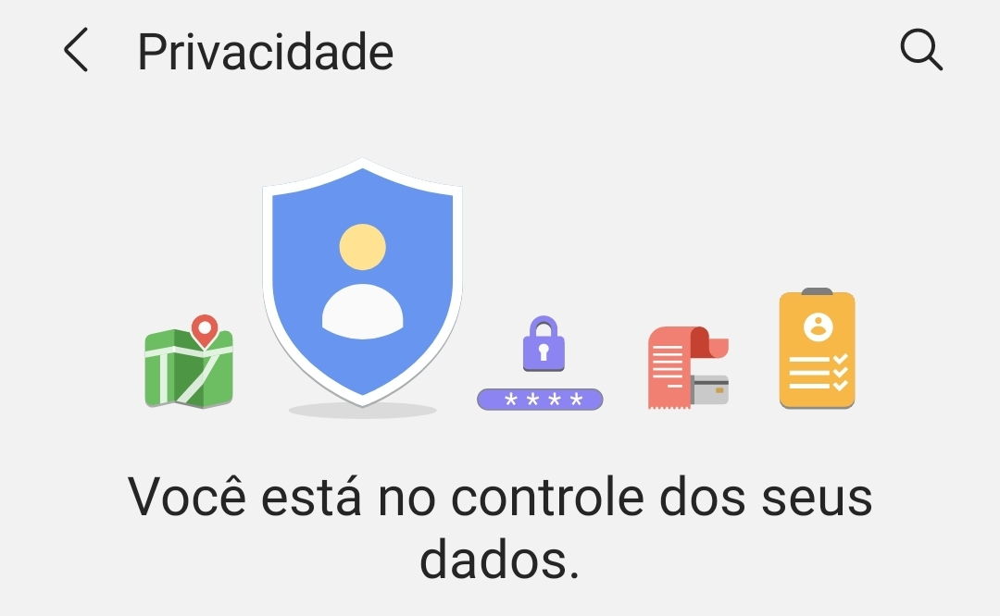 Privacidade
* * * *
Você está no controle dos seus
dados.